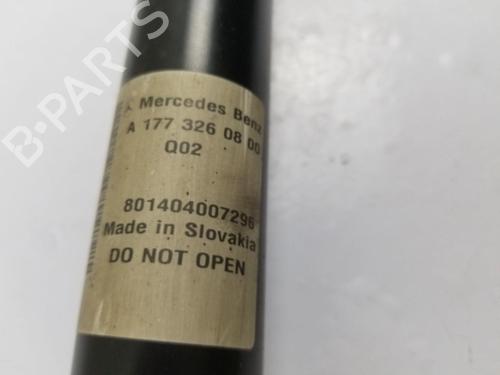 B-PARTS
Mercedes Benz
A 177 326 08 00
Q02
801404007296
Made in Slovakia
DO NOT OPEN